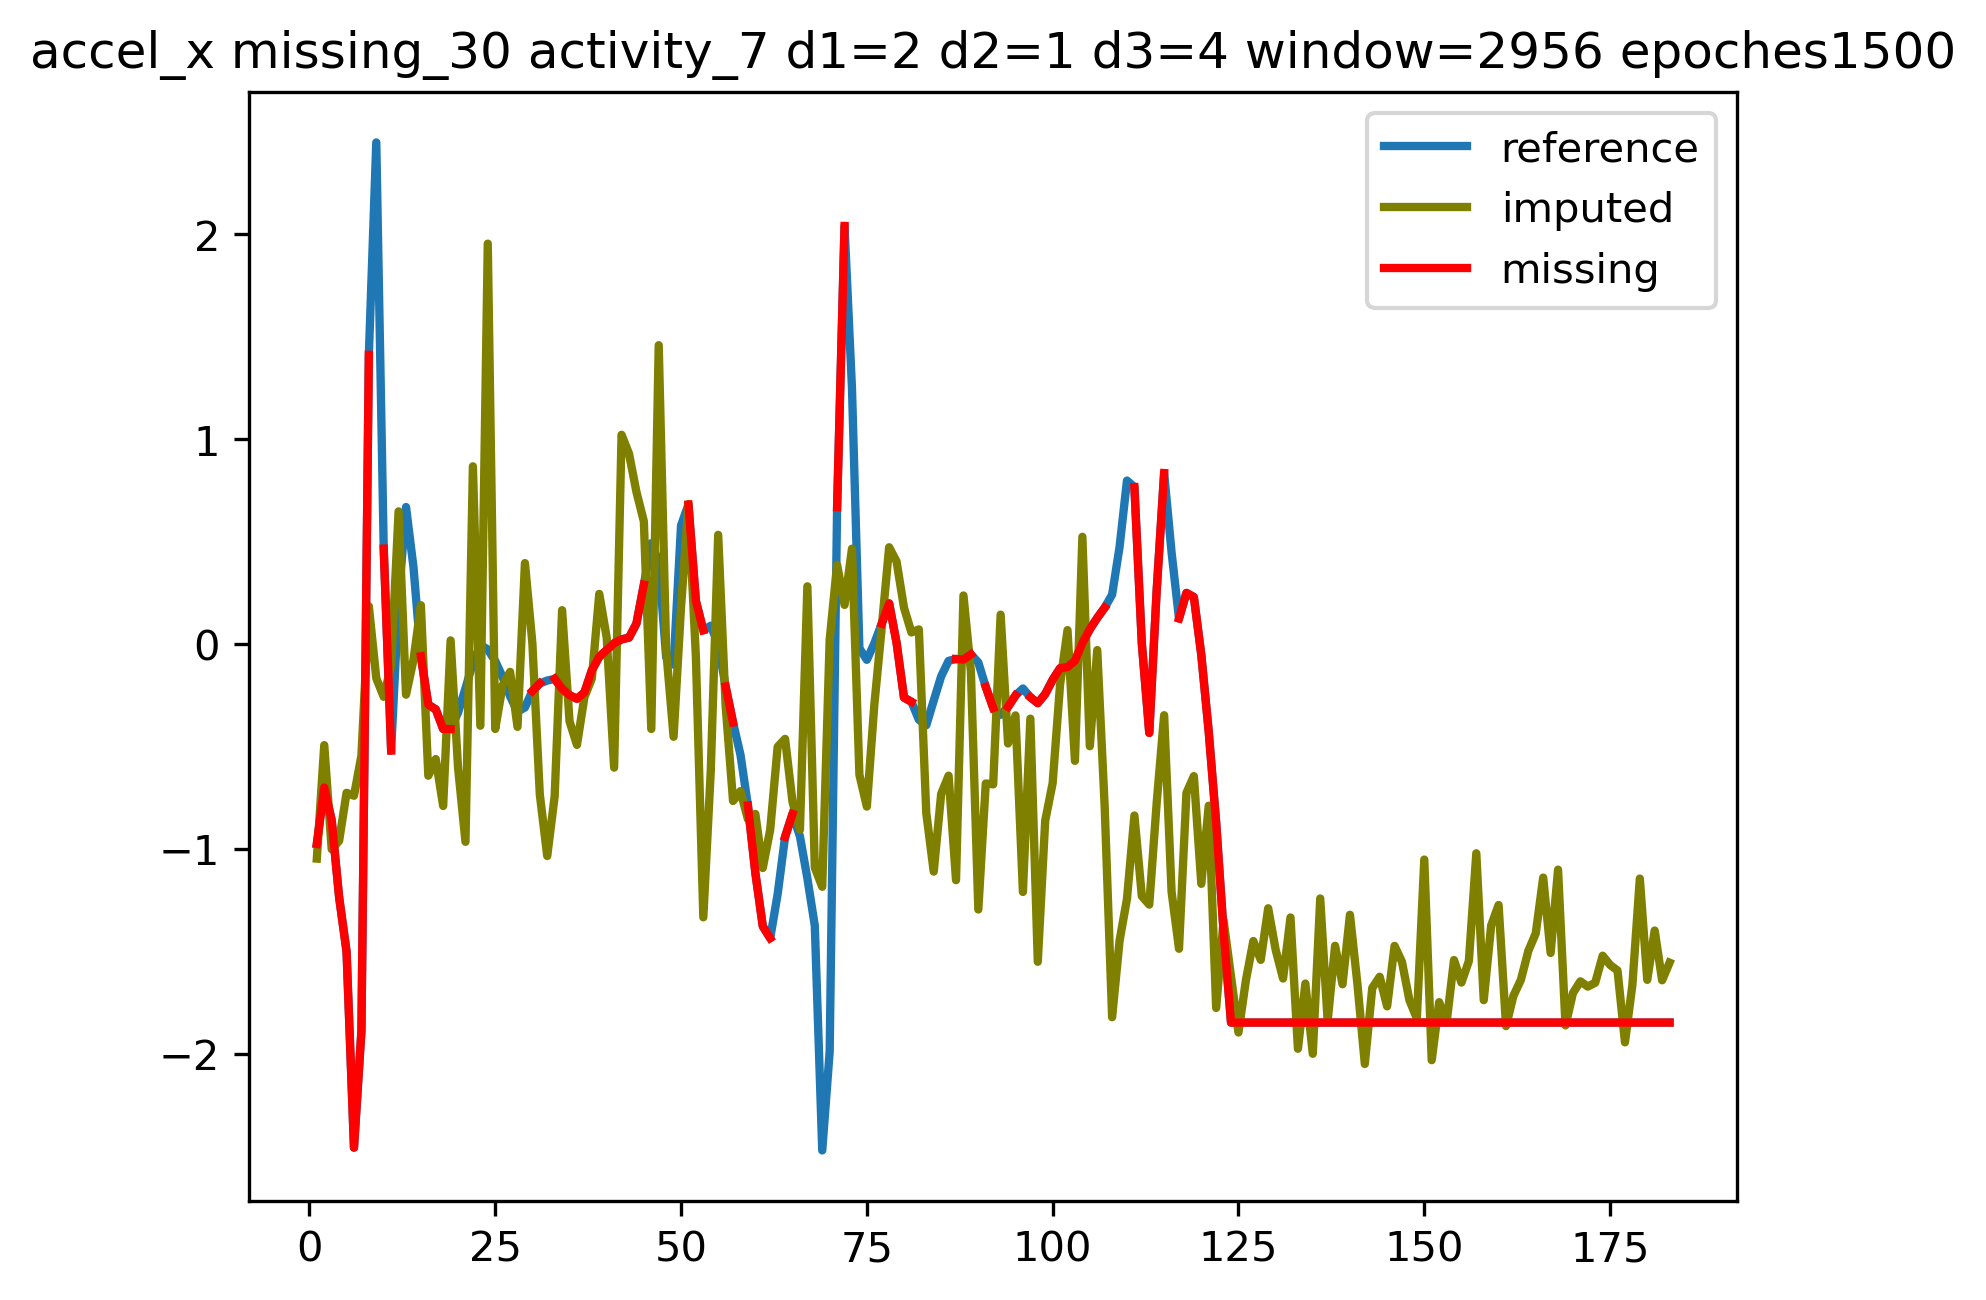 accel_x missing_30 activity_7 d1=2 d2=1 d3=4 window=2956 epoches1500
reference
imputed
missing
2
1
0
−1
−2
0 25 50 75 100 125 150 175